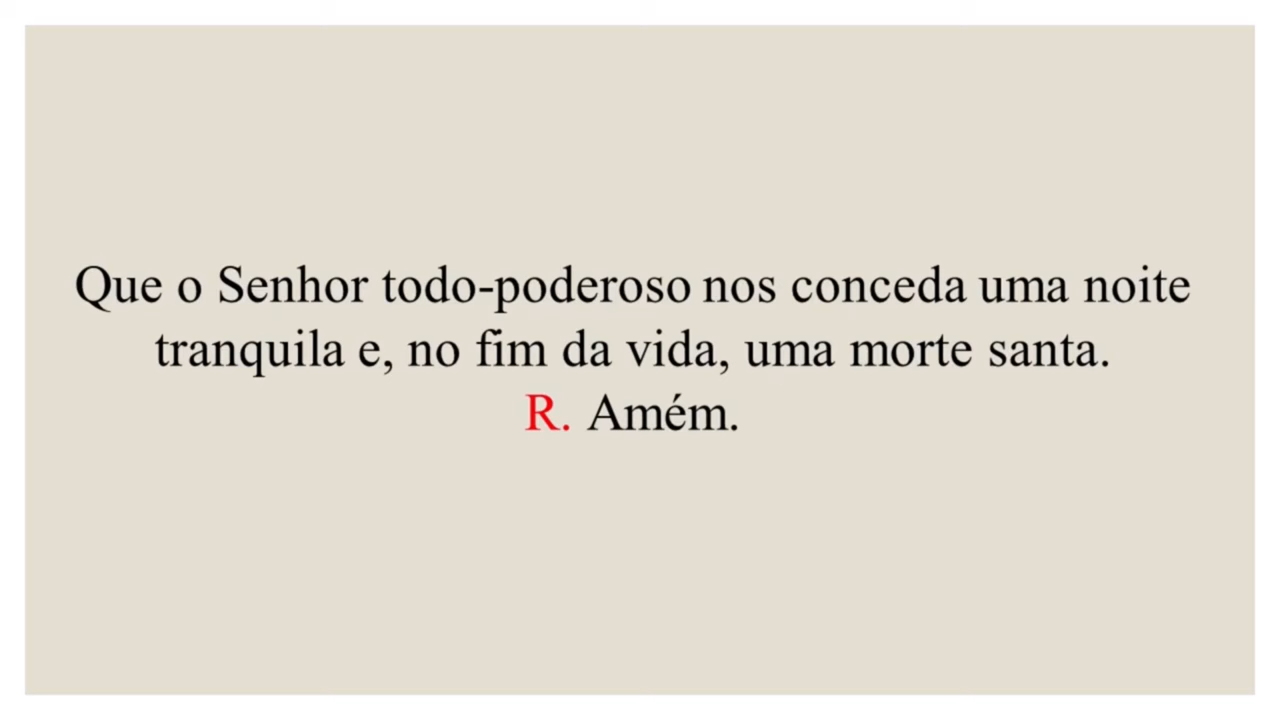 Que o Senhor todo-poderoso nos conceda uma noite
tranquila e, no fim da vida, uma morte santa.
R. Amém.